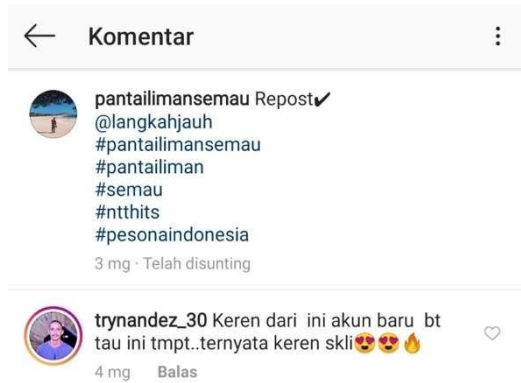 Komentar
pantailimansemau Repost✔
@langkahjauh
#pantailimansemau
#pantailiman
#semau
#ntthits
#pesonaindonesia
3 mg · Telah disunting
trynandez_30 Keren dari ini akun baru bt
tau ini tmpt..ternyata keren skli😍😍🔥
4 mg Balas